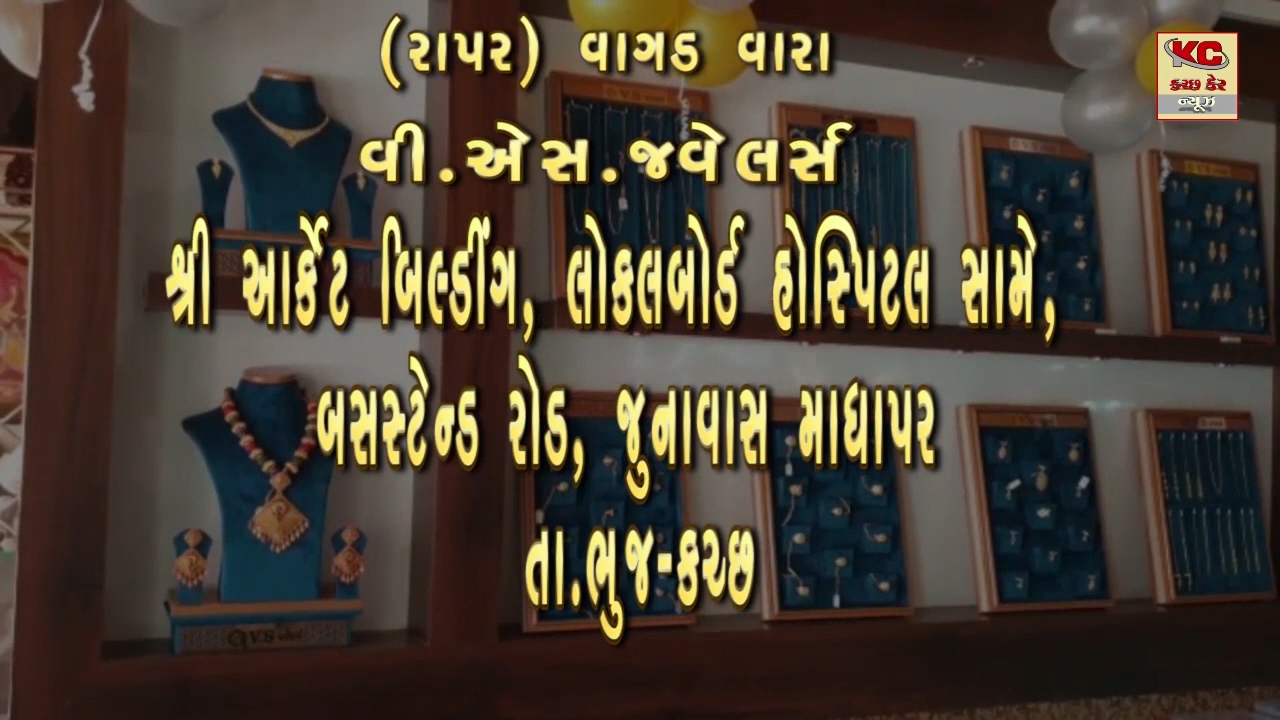 (રાપર) વાગડ વારા
KC
કચ્છ કેર
ન્યૂઝ
વી.એસ.જવેલર્સ
શ્રી આર્કેટ બિલ્ડીંગ, લોકલબોર્ડ હોસ્પિટલ સામે,
બસસ્ટેન્ડ રોડ, જુનાવાસ માધાપર
તા.ભુજ-કચ્છ
V.S